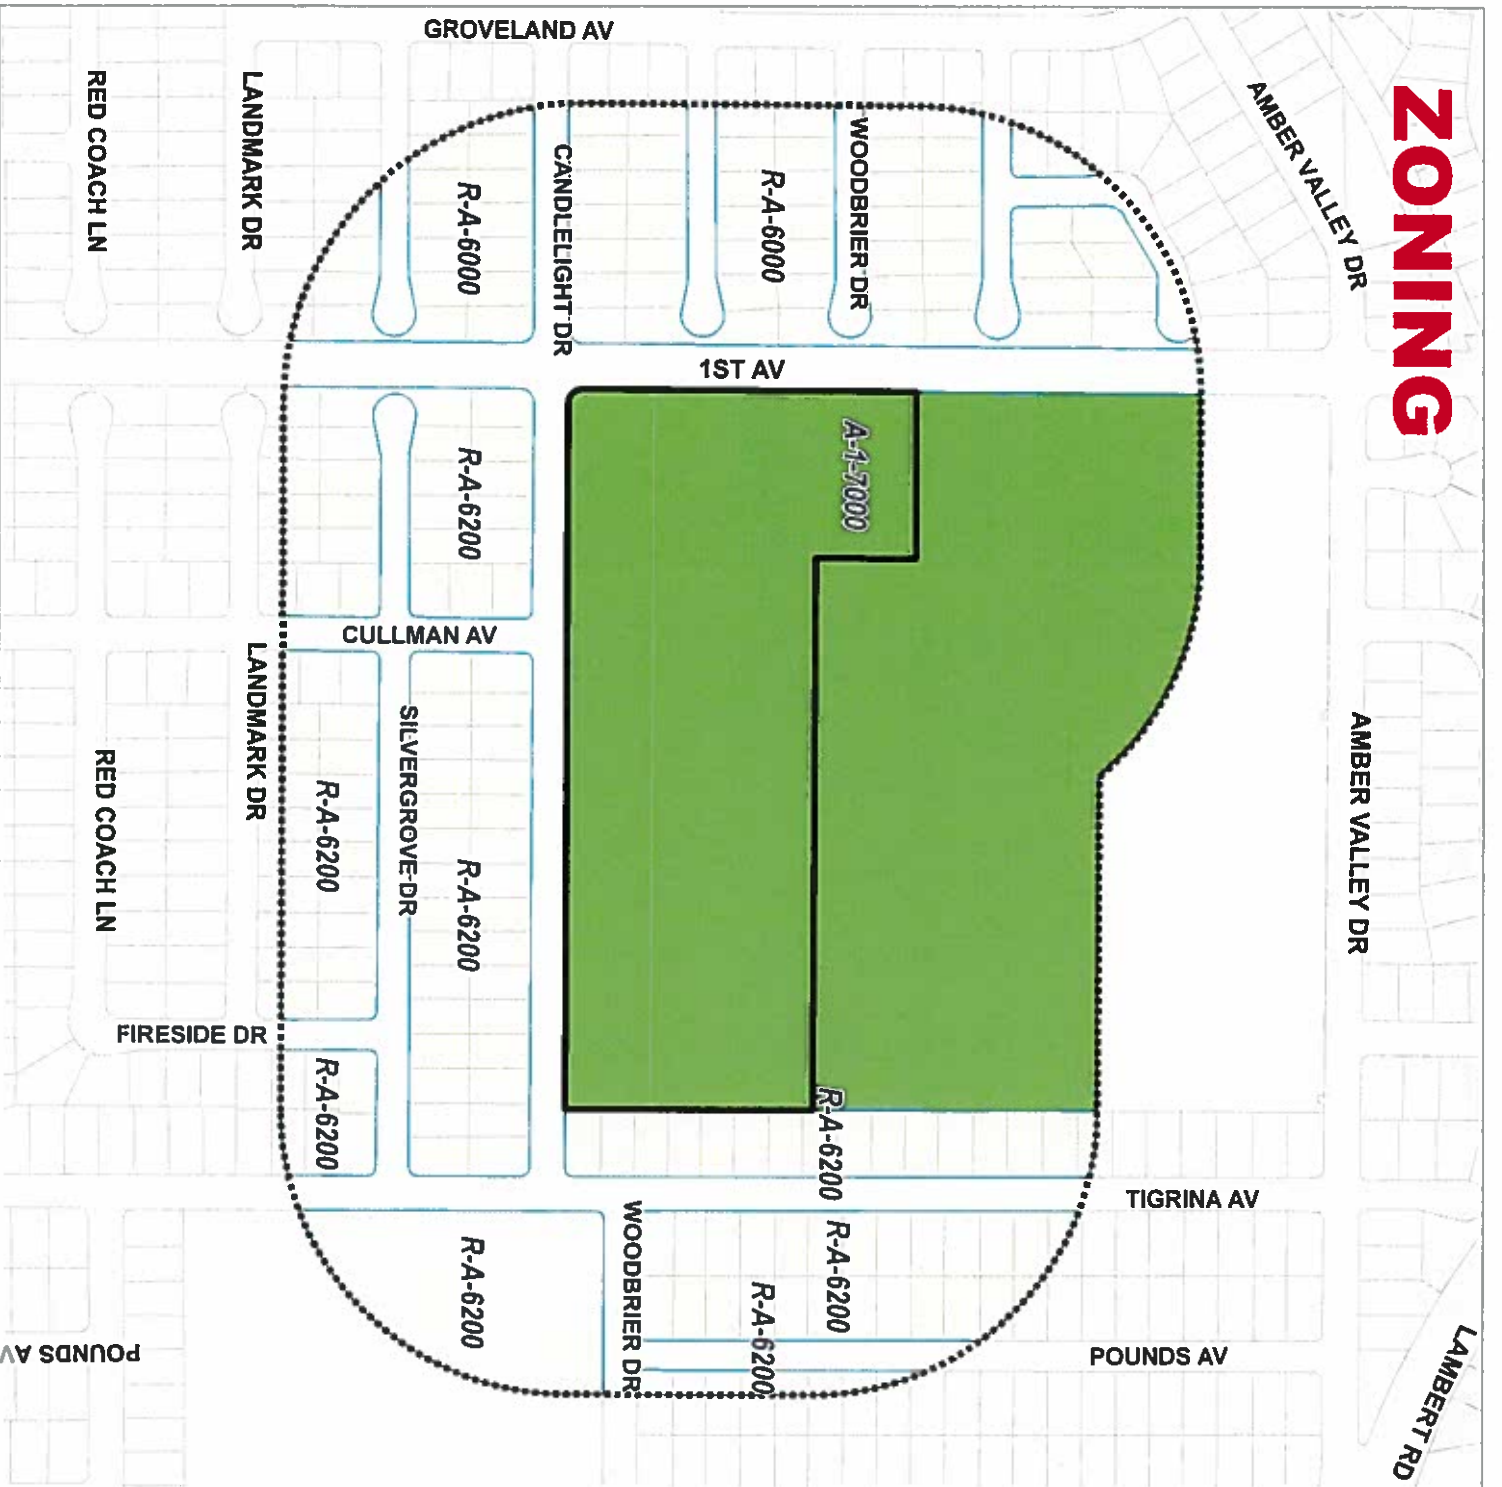 GROVELAND AV
ZONING
RED COACH LN
LANDMARK DR
AMBER VALLEY DR
CANDLELIGHT DR
WOODBRIER DR
R-A-6000
R-A-6000
1ST AV
A-1-7000
R-A-6200
CULLMAN AV
LANDMARK DR
SILVERGROVE DR
AMBER VALLEY DR
RED COACH LN
R-A-6200
R-A-6200
FIRESIDE DR
R-A-6200
R-A-6200
TIGRINA AV
WOODBRIER DR
R-A-6200
R-A-6200
R-A-6200
POUNDS AV
POUNDS AV
LAMBERT RD